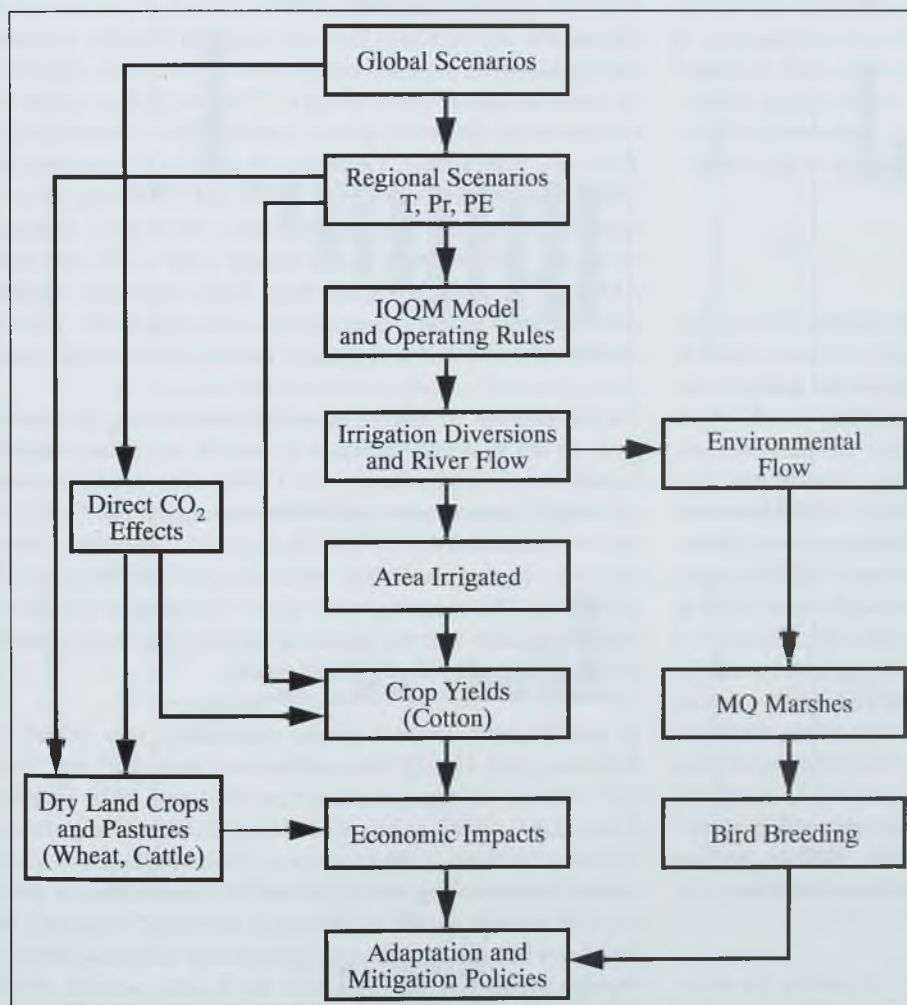 Global Scenarios
Regional Scenarios
T, Pr, PE
IQQM Model
and Operating Rules
Irrigation Diversions
and River Flow
Environmental
Flow
Direct CO₂
Effects
Area Irrigated
Crop Yields
(Cotton)
MQ Marshes
Dry Land Crops
and Pastures
(Wheat, Cattle)
Economic Impacts
Bird Breeding
Adaptation and
Mitigation Policies